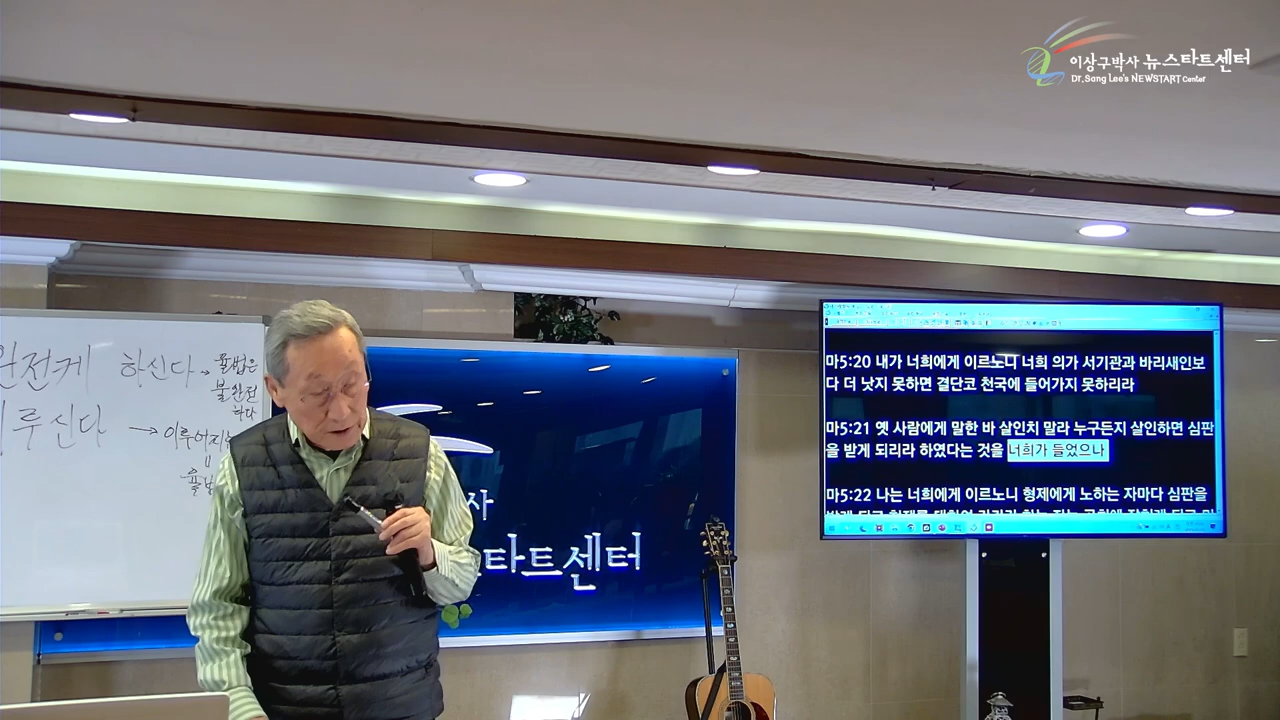 이상구박사 뉴스타트센터
Dr. Sang Lee's NEWSTART Center
완전케 하신다 → 율법은
불완전
하다
루신다 → 이루어지는
율법
사
스타트센터
마5:20 내가 너희에게 이르노니 너희 의가 서기관과 바리새인보
다 더 낫지 못하면 결단코 천국에 들어가지 못하리라
마5:21 옛 사람에게 말한 바 살인치 말라 누구든지 살인하면 심판
을 받게 되리라 하였다는 것을 너희가 들었으나
마5:22 나는 너희에게 이르노니 형제에게 노하는 자마다 심판을